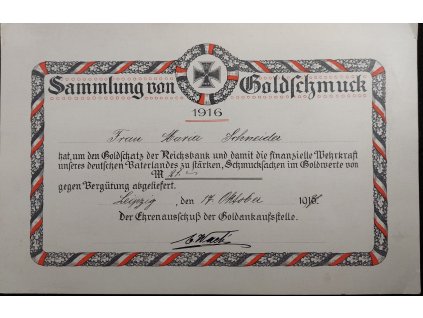 Sammlung von Goldschmuck
1916
Frau Maria Schneider
hat, um den Goldschatz der Reichsbank und damit die finanzielle Wehrkraft
unseres deutschen Vaterlandes zu stärken, Schmucksachen im Goldwerte von
M
gegen Vergütung abgeliefert.
Leipzig, den 17. Oktober 1916.
Der Ehrenausschuß der Goldankaufsstelle.